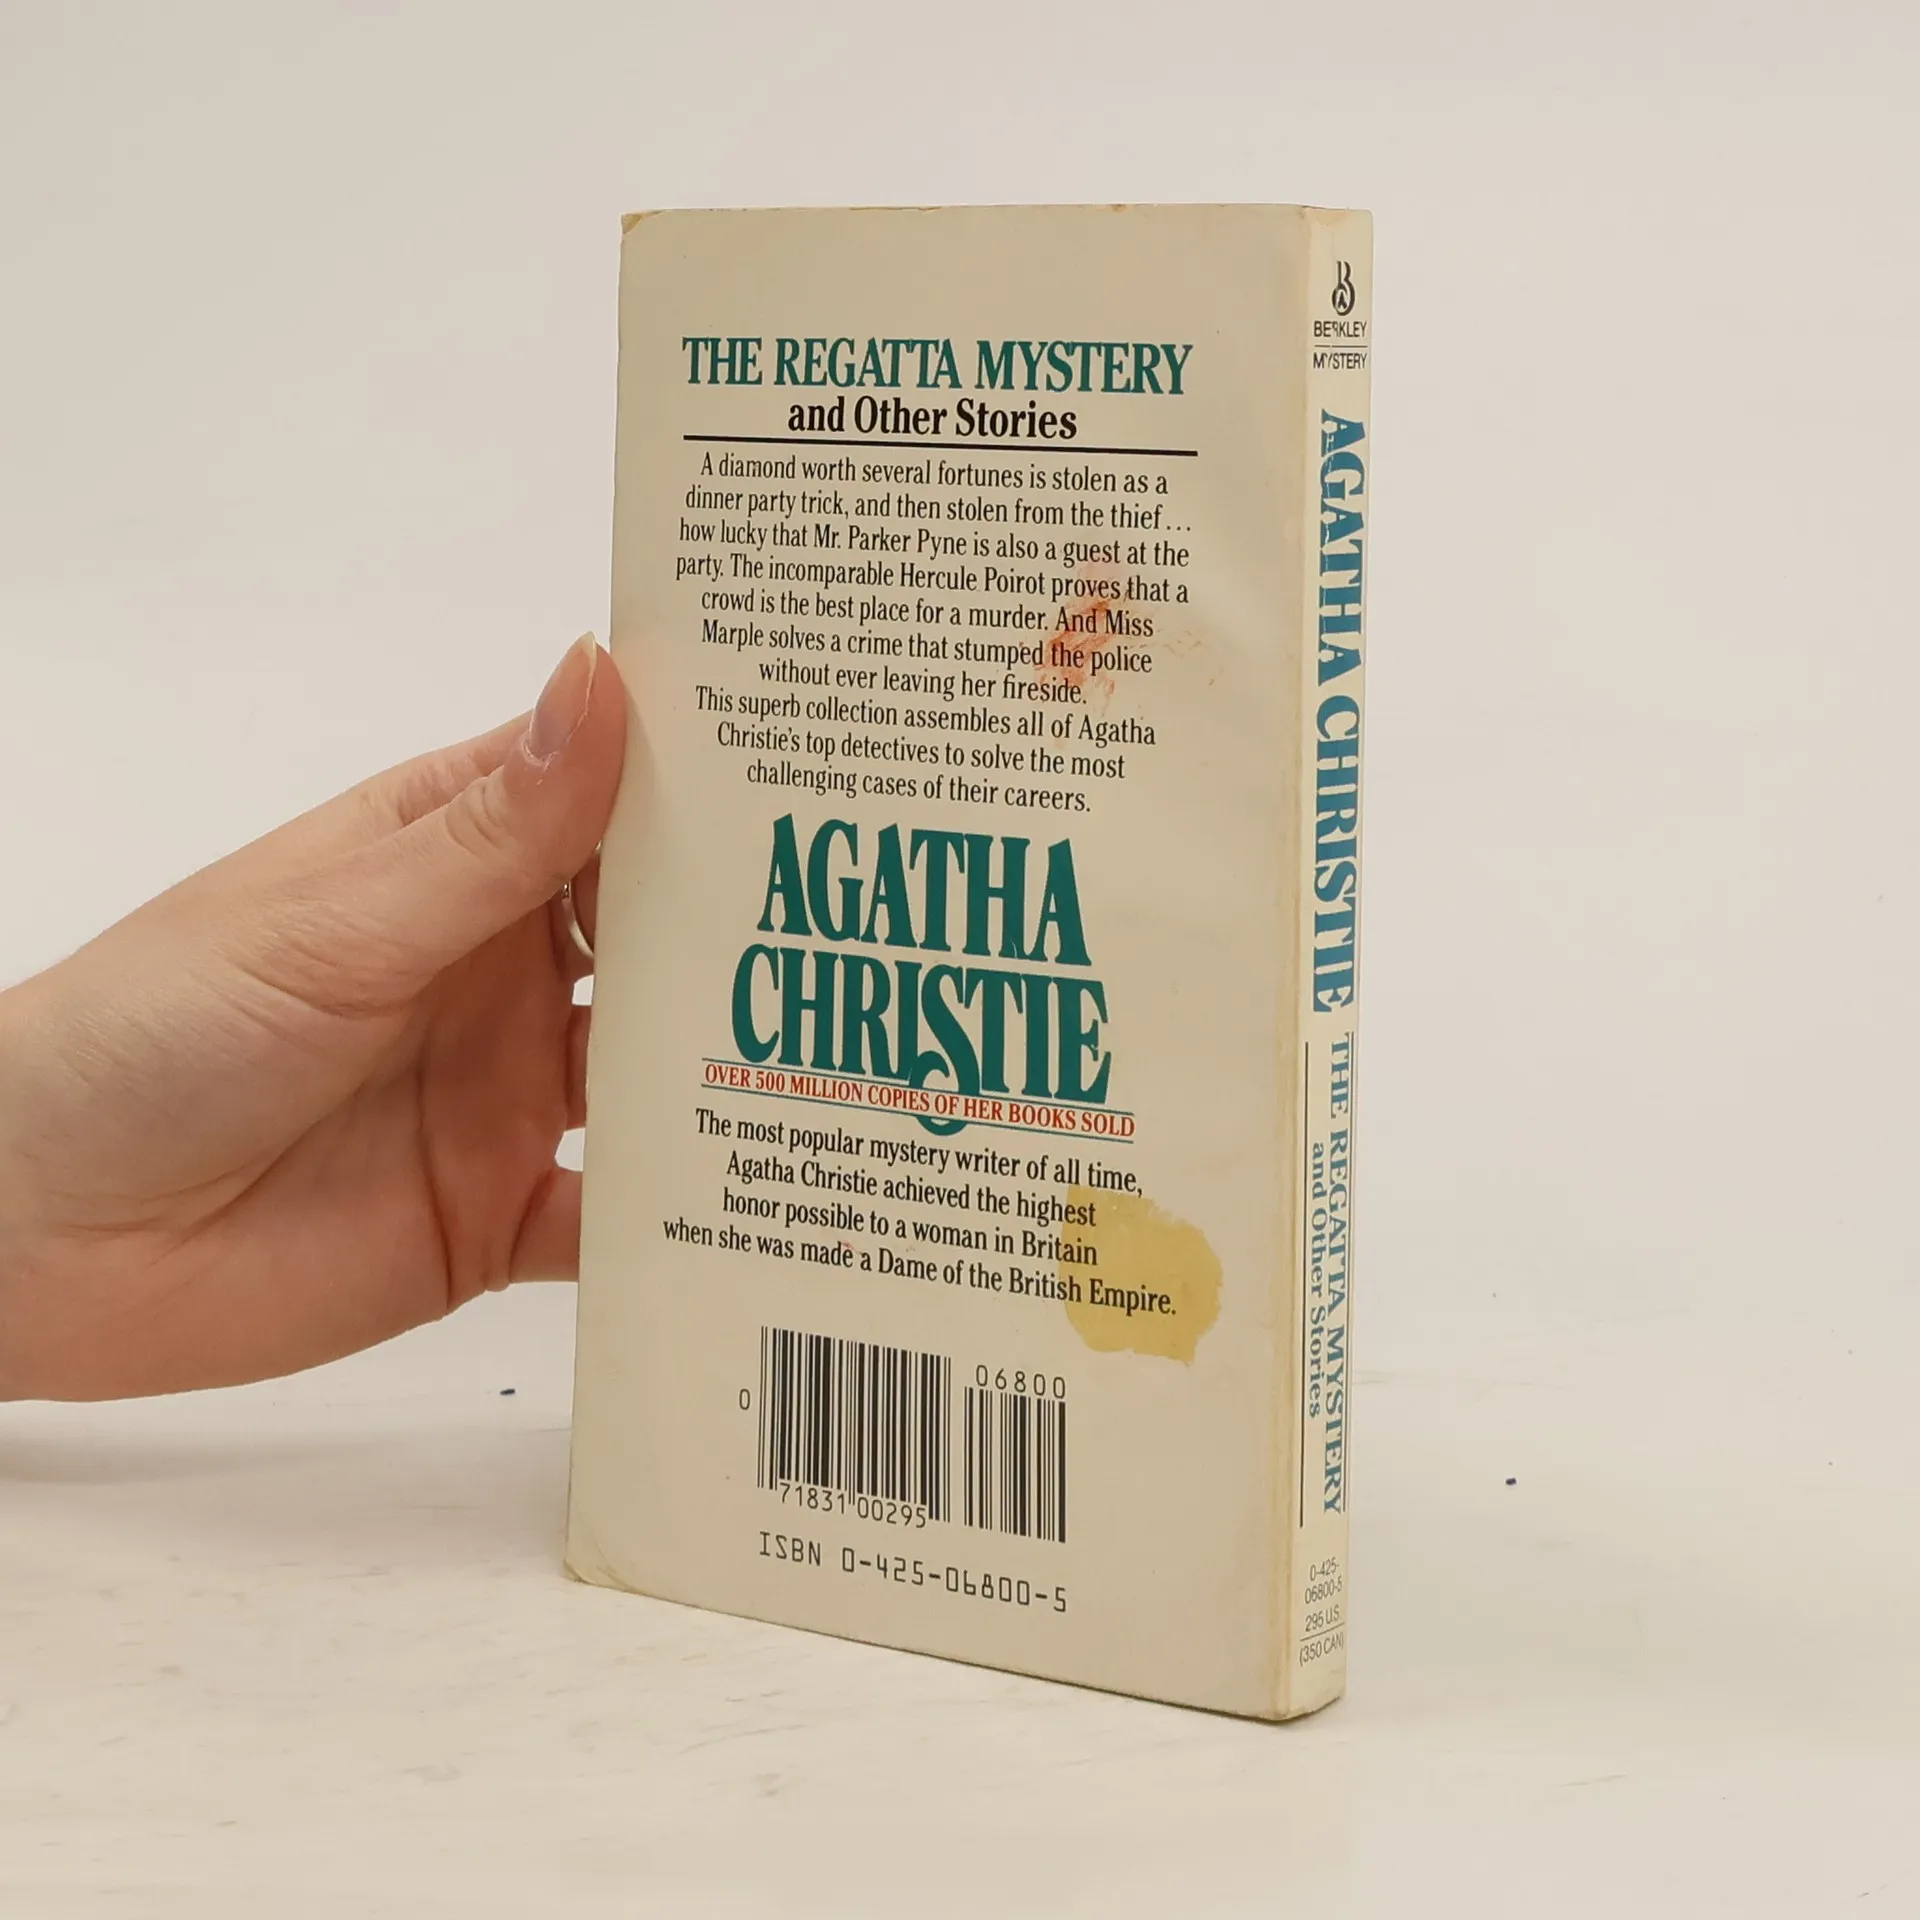 THE REGATTA MYSTERY
and Other Stories
A diamond worth several fortunes is stolen as a
dinner party trick, and then stolen from the thief...
how lucky that Mr. Parker Pyne is also a guest at the
party. The incomparable Hercule Poirot proves that a
crowd is the best place for a murder. And Miss
Marple solves a crime that stumped the police
without ever leaving her fireside.
This superb collection assembles all of Agatha
Christie's top detectives to solve the most
challenging cases of their careers.
AGATHA
CHRISTIE
OVER 500 MILLION COPIES OF HER BOOKS SOLD
The most popular mystery writer of all time,
Agatha Christie achieved the highest
honor possible to a woman in Britain
when she was made a Dame of the British Empire.
06800
0
71831 00295
ISBN 0-425-06800-5
BERKLEY
MYSTERY
AGATHA CHRISTIE
THE REGATTA MYSTERY
and Other Stories
0-425-
06800-5
295 U.S.
(350 CAN)